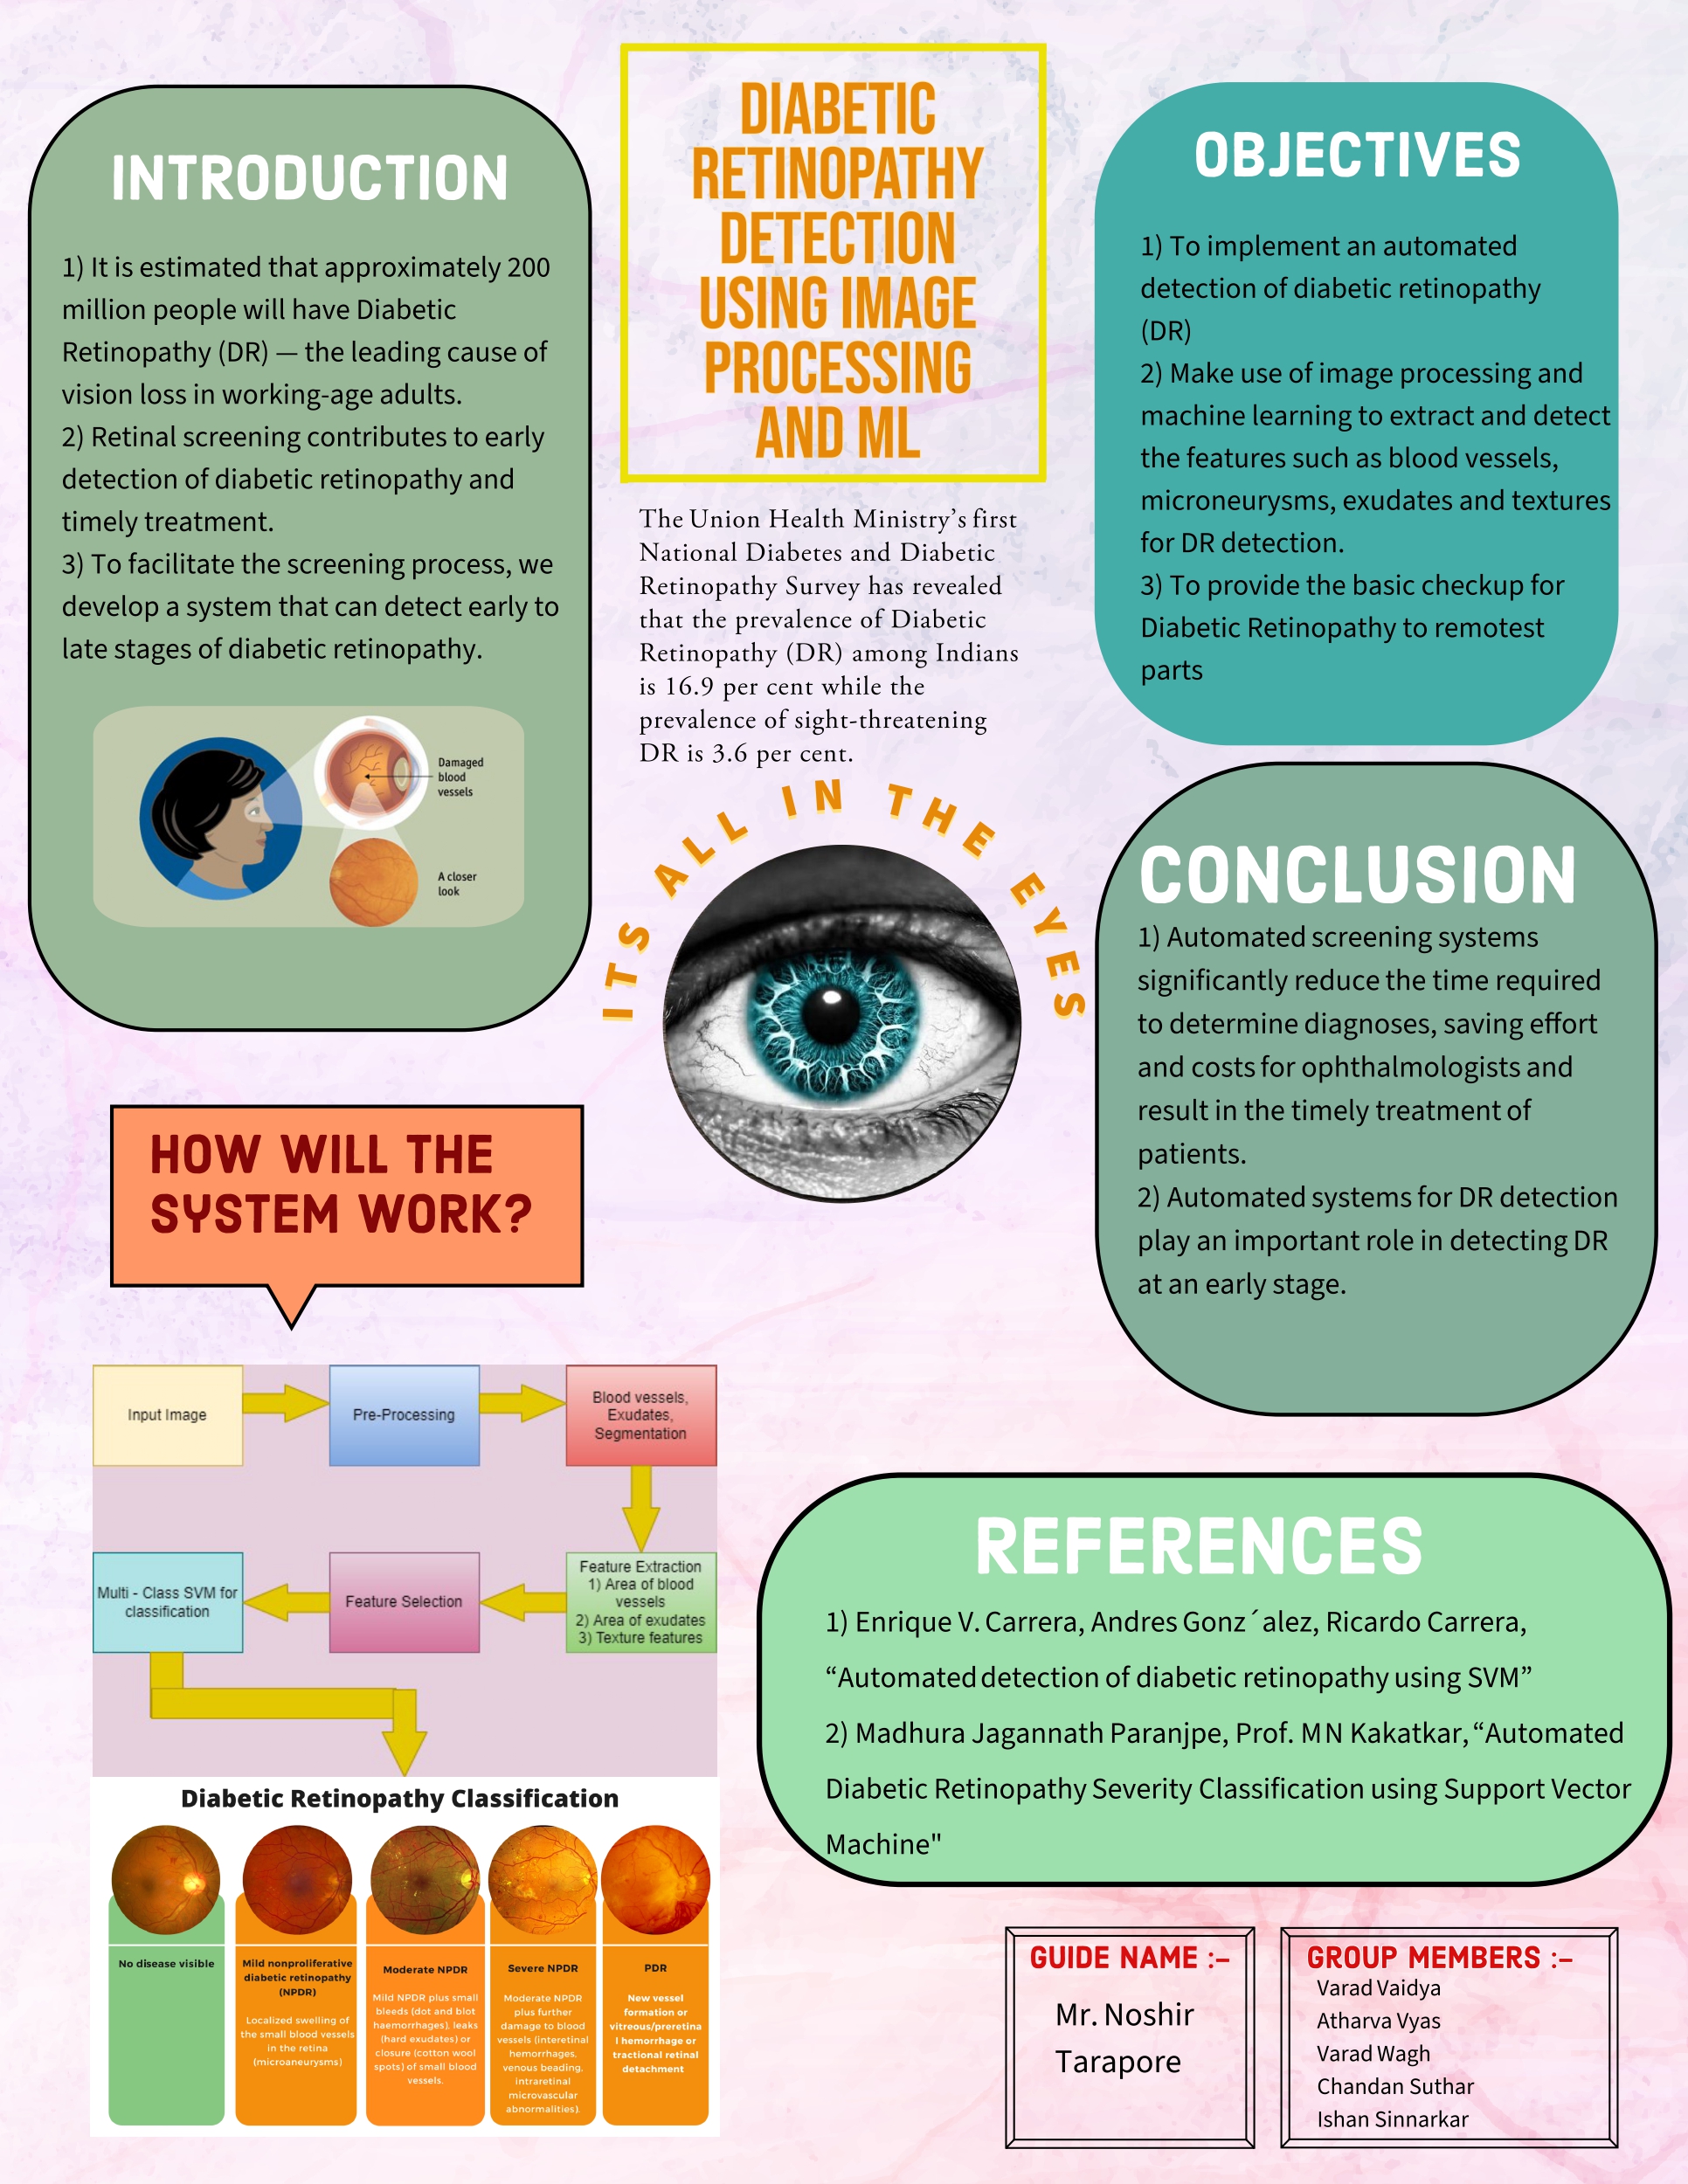 DIABETIC
RETINOPATHY
DETECTION
USING IMAGE
PROCESSING
AND ML
The Union Health Ministry's first
National Diabetes and Diabetic
Retinopathy Survey has revealed
that the prevalence of Diabetic
Retinopathy (DR) among Indians
is 16.9 per cent while the
prevalence of sight-threatening
DR is 3.6 per cent.
ITS ALL IN THE EYES
INTRODUCTION
1) It is estimated that approximately 200
million people will have Diabetic
Retinopathy (DR) — the leading cause of
vision loss in working-age adults.
2) Retinal screening contributes to early
detection of diabetic retinopathy and
timely treatment.
3) To facilitate the screening process, we
develop a system that can detect early to
late stages of diabetic retinopathy.
Damaged
blood
vessels
A closer
look
OBJECTIVES
1) To implement an automated
detection of diabetic retinopathy
(DR)
2) Make use of image processing and
machine learning to extract and detect
the features such as blood vessels,
microneurysms, exudates and textures
for DR detection.
3) To provide the basic checkup for
Diabetic Retinopathy to remotest
parts
CONCLUSION
1) Automated screening systems
significantly reduce the time required
to determine diagnoses, saving effort
and costs for ophthalmologists and
result in the timely treatment of
patients.
2) Automated systems for DR detection
play an important role in detecting DR
at an early stage.
HOW WILL THE
SYSTEM WORK?
Input Image
Pre-Processing
Blood vessels,
Exudates,
Segmentation
Feature Extraction
1) Area of blood
vessels
2) Area of exudates
3) Texture features
Feature Selection
Multi - Class SVM for
classification
Diabetic Retinopathy Classification
No disease visible
Mild nonproliferative
diabetic retinopathy
(NPDR)
Localized swelling of
the small blood vessels
in the retina
(microaneurysms)
Moderate NPDR
Mild NPDR plus small
bleeds (dot and blot
haemorrhages), leaks
(hard exudates) or
closure (cotton wool
spots) of small blood
vessels.
Severe NPDR
Moderate NPDR
plus further
damage to blood
vessels (interetinal
hemorrhages,
venous beading,
intraretinal
microvascular
abnormalities).
PDR
New vessel
formation or
vitreous/preretina
l hemorrhage or
tractional retinal
detachment
REFERENCES
1) Enrique V. Carrera, Andres Gonz´alez, Ricardo Carrera,
“Automated detection of diabetic retinopathy using SVM”
2) Madhura Jagannath Paranjpe, Prof. MN Kakatkar, “Automated
Diabetic Retinopathy Severity Classification using Support Vector
Machine"
GUIDE NAME :-
Mr. Noshir
Tarapore
GROUP MEMBERS :-
Varad Vaidya
Atharva Vyas
Varad Wagh
Chandan Suthar
Ishan Sinnarkar